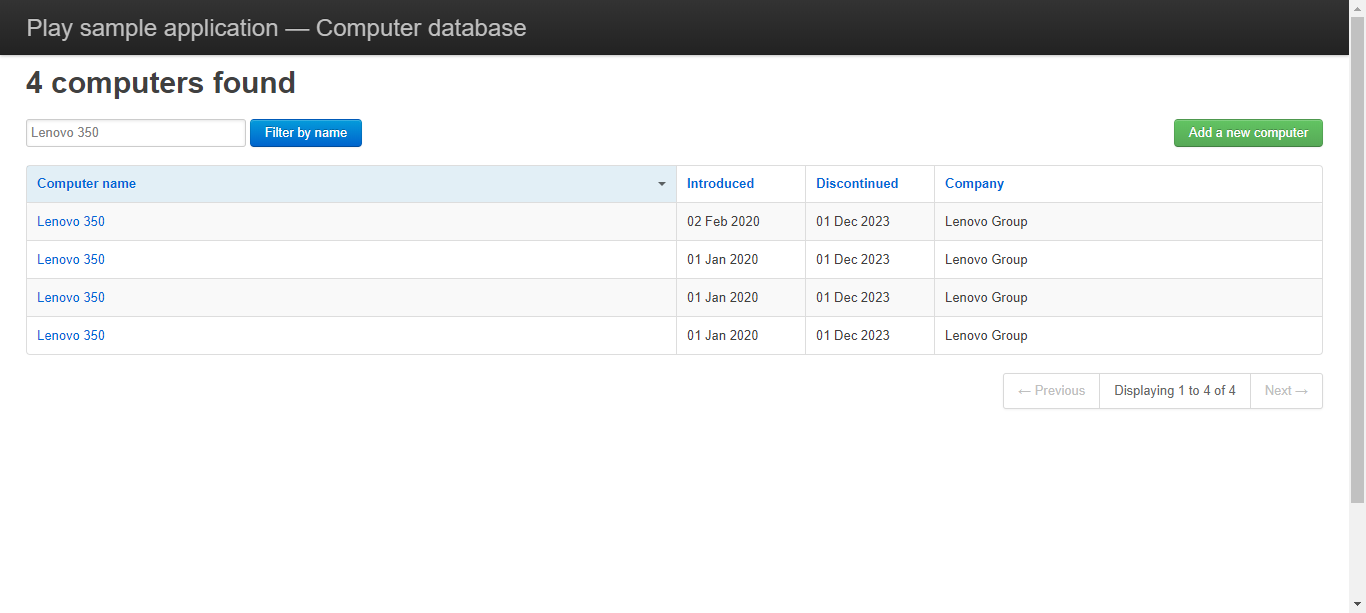 Play sample application — Computer database
4 computers found
Lenovo 350 Filter by name Add a new computer
Computer name Introduced Discontinued Company
Lenovo 350 02 Feb 2020 01 Dec 2023 Lenovo Group
Lenovo 350 01 Jan 2020 01 Dec 2023 Lenovo Group
Lenovo 350 01 Jan 2020 01 Dec 2023 Lenovo Group
Lenovo 350 01 Jan 2020 01 Dec 2023 Lenovo Group
← Previous Displaying 1 to 4 of 4 Next →